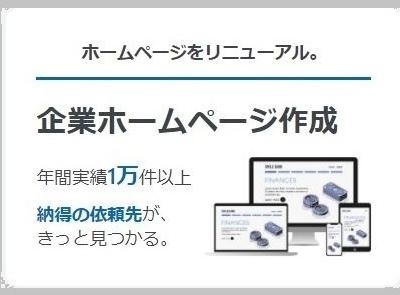 ホームページをリニューアル。
企業ホームページ作成
年間実績1万件以上
納得の依頼先が、
きっと見つかる。
FINANCES
FINANCES